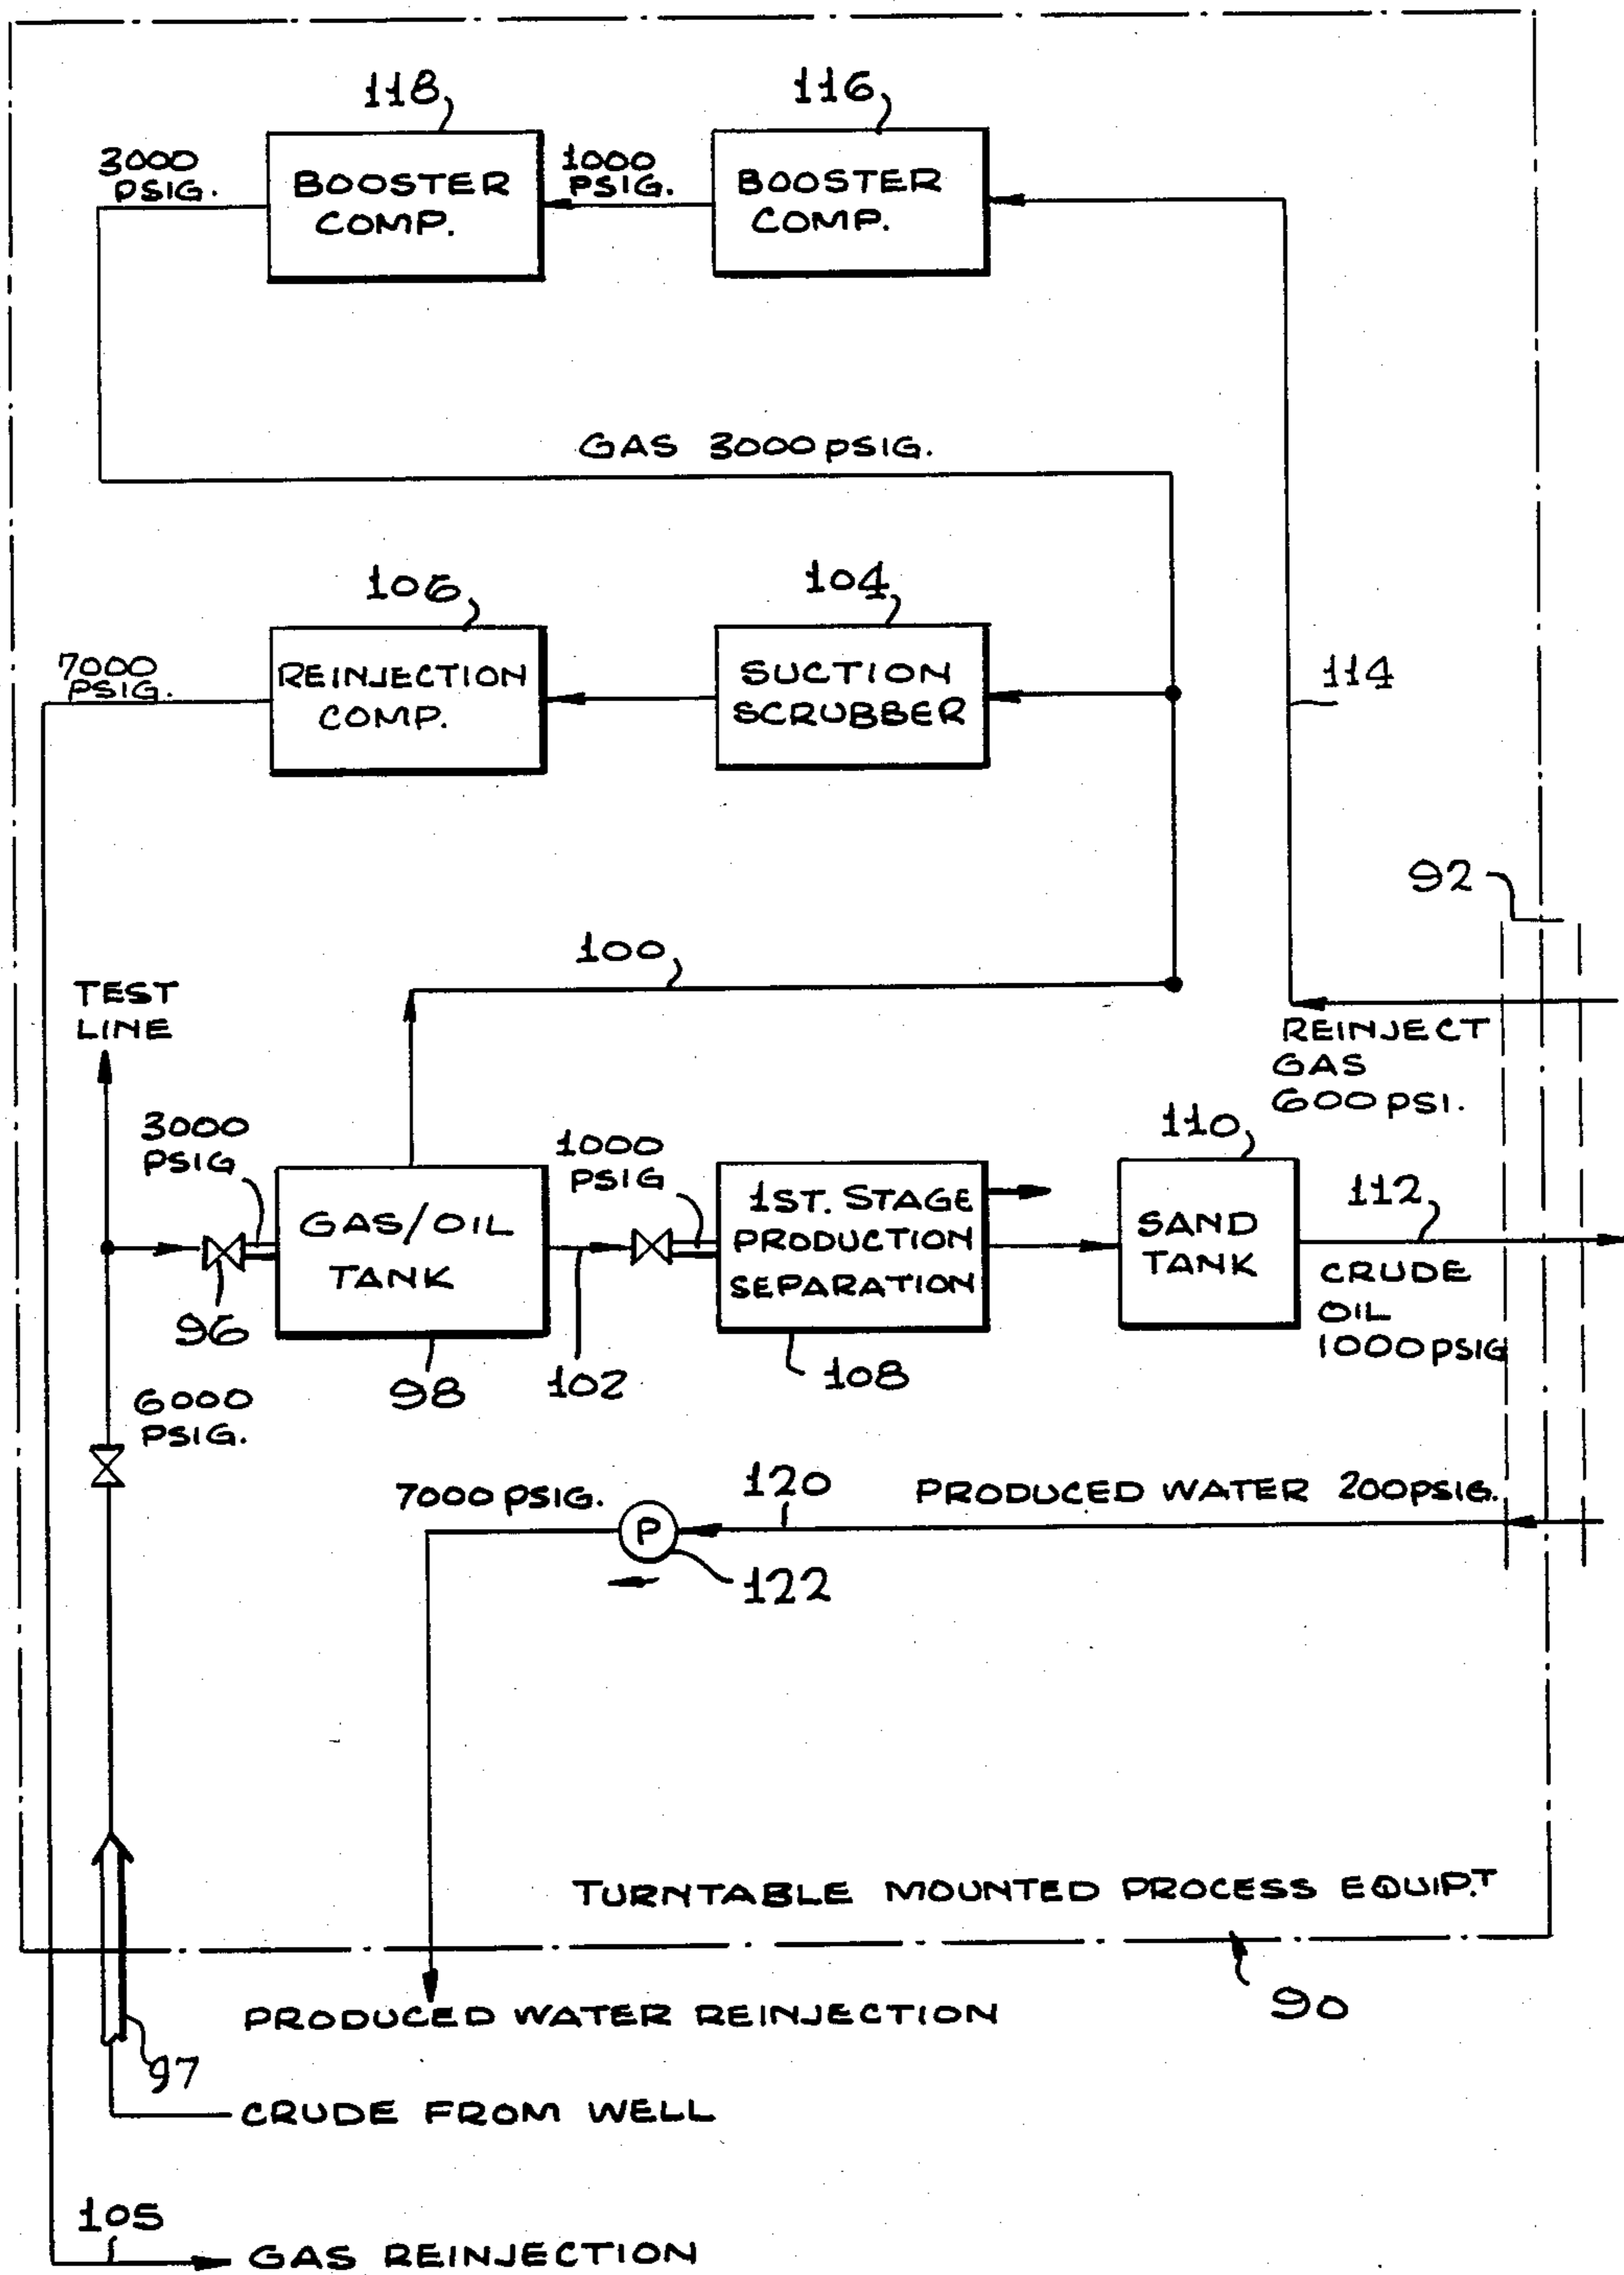 118
116
3000
PSIG.
BOOSTER
COMP.
1000
PSIG.
BOOSTER
COMP.
GAS 3000 PSIG.
106
104
7000
PSIG.
REINJECTION
COMP.
SUCTION
SCRUBBER
114
92
100
TEST
LINE
REINJECT
GAS
600 PSI.
3000
PSIG
GAS/OIL
TANK
1000
PSIG
1ST. STAGE
PRODUCTION
SEPARATION
110
SAND
TANK
112
CRUDE
OIL
1000 PSIG
96
98
102
108
6000
PSIG.
7000 PSIG.
P
120
PRODUCED WATER 200 PSIG.
122
TURNTABLE MOUNTED PROCESS EQUIP.T
90
PRODUCED WATER REINJECTION
97
CRUDE FROM WELL
105
GAS REINJECTION